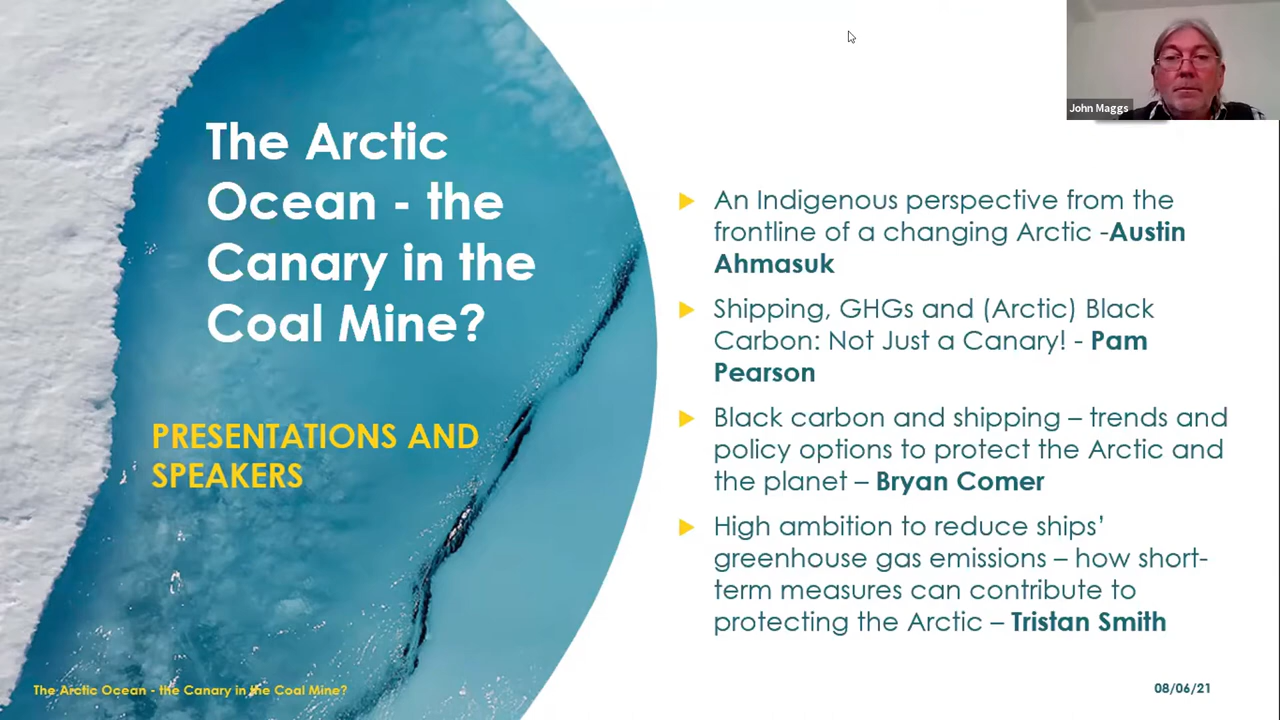 The Arctic
Ocean - the
Canary in the
Coal Mine?
PRESENTATIONS AND
SPEAKERS
John Maggs
An Indigenous perspective from the
frontline of a changing Arctic -Austin
Ahmasuk
Shipping, GHGs and (Arctic) Black
Carbon: Not Just a Canary! - Pam
Pearson
Black carbon and shipping – trends and
policy options to protect the Arctic and
the planet – Bryan Comer
High ambition to reduce ships’
greenhouse gas emissions – how short-
term measures can contribute to
protecting the Arctic – Tristan Smith
The Arctic Ocean - the Canary in the Coal Mine?
08/06/21